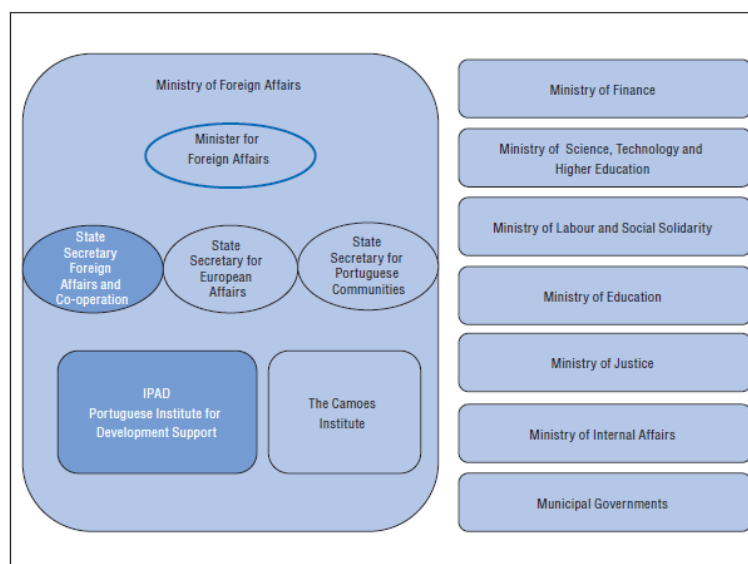 Ministry of Foreign Affairs
Minister for
Foreign Affairs
State
Secretary
Foreign
Affairs and
Co-operation
State
Secretary for
European
Affairs
State
Secretary for
Portuguese
Communities
IPAD
Portuguese Institute for
Development Support
The Camoes
Institute
Ministry of Finance
Ministry of Science, Technology and
Higher Education
Ministry of Labour and Social Solidarity
Ministry of Education
Ministry of Justice
Ministry of Internal Affairs
Municipal Governments